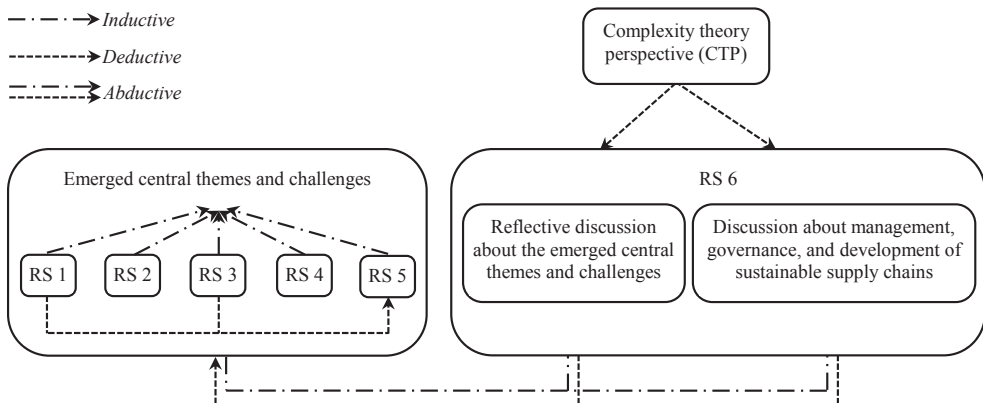 Inductive
Deductive
Abductive
Complexity theory
perspective (CTP)
Emerged central themes and challenges
RS 1
RS 2
RS 3
RS 4
RS 5
RS 6
Reflective discussion
about the emerged central
themes and challenges
Discussion about management,
governance, and development of
sustainable supply chains